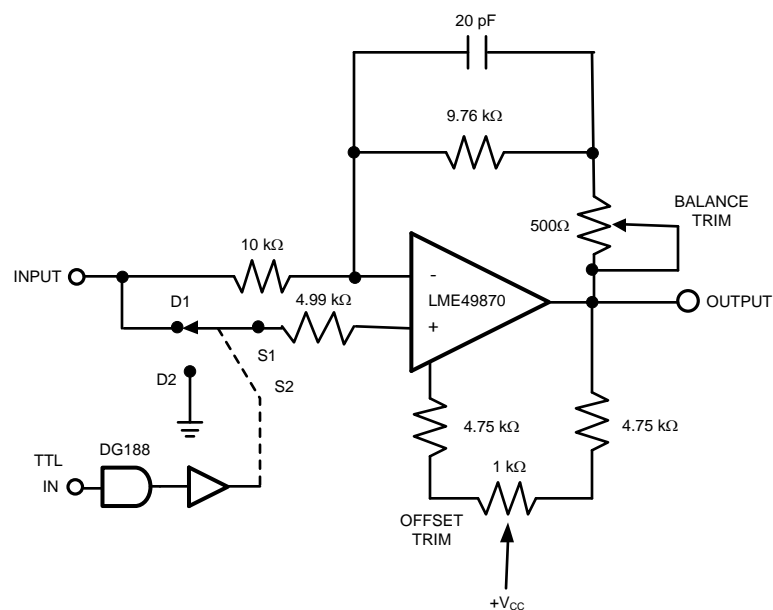 20 pF
9.76 kΩ
BALANCE
TRIM
500Ω
10 kΩ
INPUT
-
LME49870
+
OUTPUT
4.99 kΩ
D1
S1
D2
S2
4.75 kΩ
4.75 kΩ
DG188
TTL
IN
1 kΩ
OFFSET
TRIM
+VCC